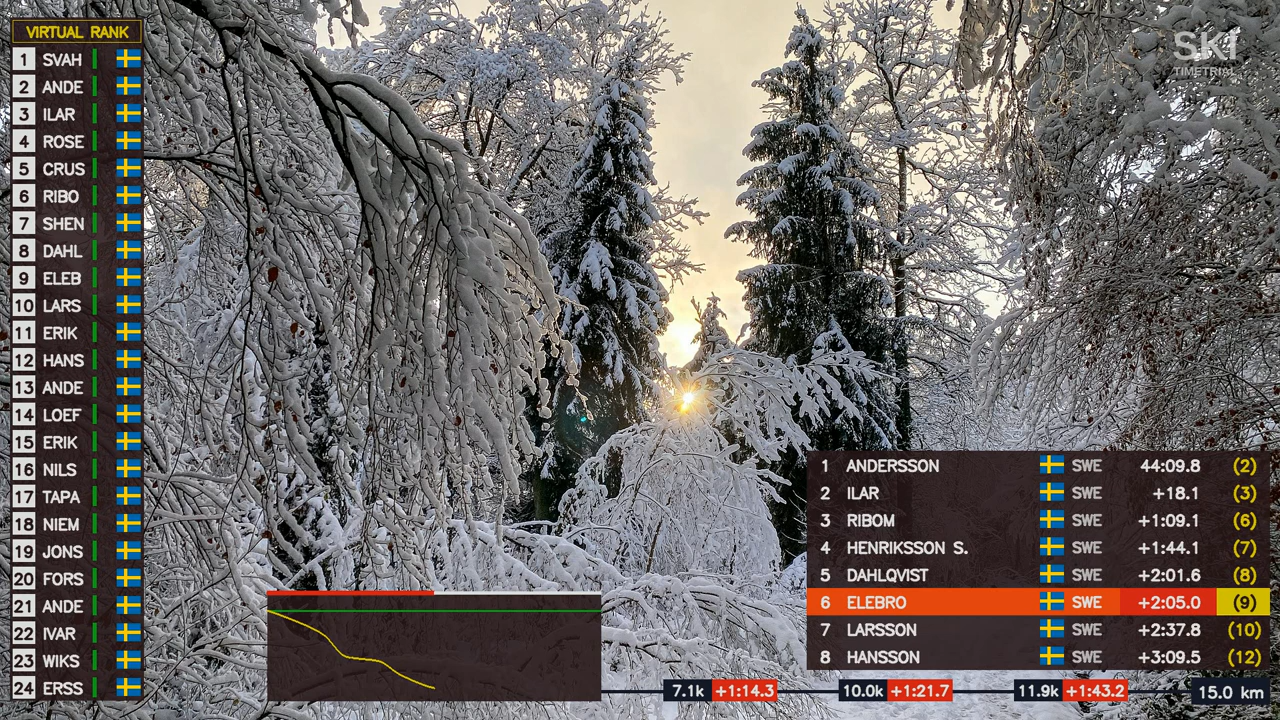 VIRTUAL RANK
1 SVAH
2 ANDE
3 ILAR
4 ROSE
5 CRUS
6 RIBO
7 SHEN
8 DAHL
9 ELEB
10 LARS
11 ERIK
12 HANS
13 ANDE
14 LOEF
15 ERIK
16 NILS
17 TAPA
18 NIEM
19 JONS
20 FORS
21 ANDE
22 IVAR
23 WIKS
24 ERSS
Ski
TIMETRIAL
1 ANDERSSON SWE 44:09.8 (2)
2 ILAR SWE +18.1 (3)
3 RIBOM SWE +1:09.1 (6)
4 HENRIKSSON S. SWE +1:44.1 (7)
5 DAHLQVIST SWE +2:01.6 (8)
6 ELEBRO SWE +2:05.0 (9)
7 LARSSON SWE +2:37.8 (10)
8 HANSSON SWE +3:09.5 (12)
7.1k +1:14.3 10.0k +1:21.7 11.9k +1:43.2 15.0 km